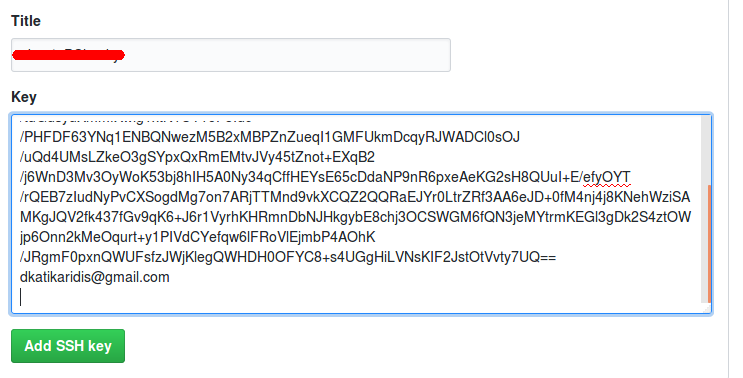 Title
Key
/PHFDF63YNq1ENBQNwezM5B2xMBPZnZueqI1GMFUkmDcqyRJWADCl0sOJ
/uQd4UMsLZkeO3gSYpxQxRmEMtvJVy45tZnot+EXqB2
/j6WnD3Mv3OyWoK53bj8hIH5A0Ny34qCffHEYsE65cDdaNP9nR6pxeAeKG2sH8QUuI+E/efyOYT
/rQEB7zIudNyPvCXSogdMg7on7ARjTTMnd9vkXCQZ2QQRaEJYr0LtrZRf3AA6eJD+0fM4nj4j8KNehWziSA
MKgJQV2fk437fGv9qK6+J6r1VyrhKHRmnDbNJHkgybE8chj3OCSWGM6fQN3jeMYtrmKEGl3gDk2S4ztOW
jp6Onn2kMeOqurt+y1PIVdCYefqw6lFRoVlEjmbP4AOhK
/JRgmF0pxnQWUFsfzJWjKlegQWHDH0OFYC8+s4UGgHiLVNsKIF2JstOtVvty7UQ==
dkatikaridis@gmail.com
Add SSH key